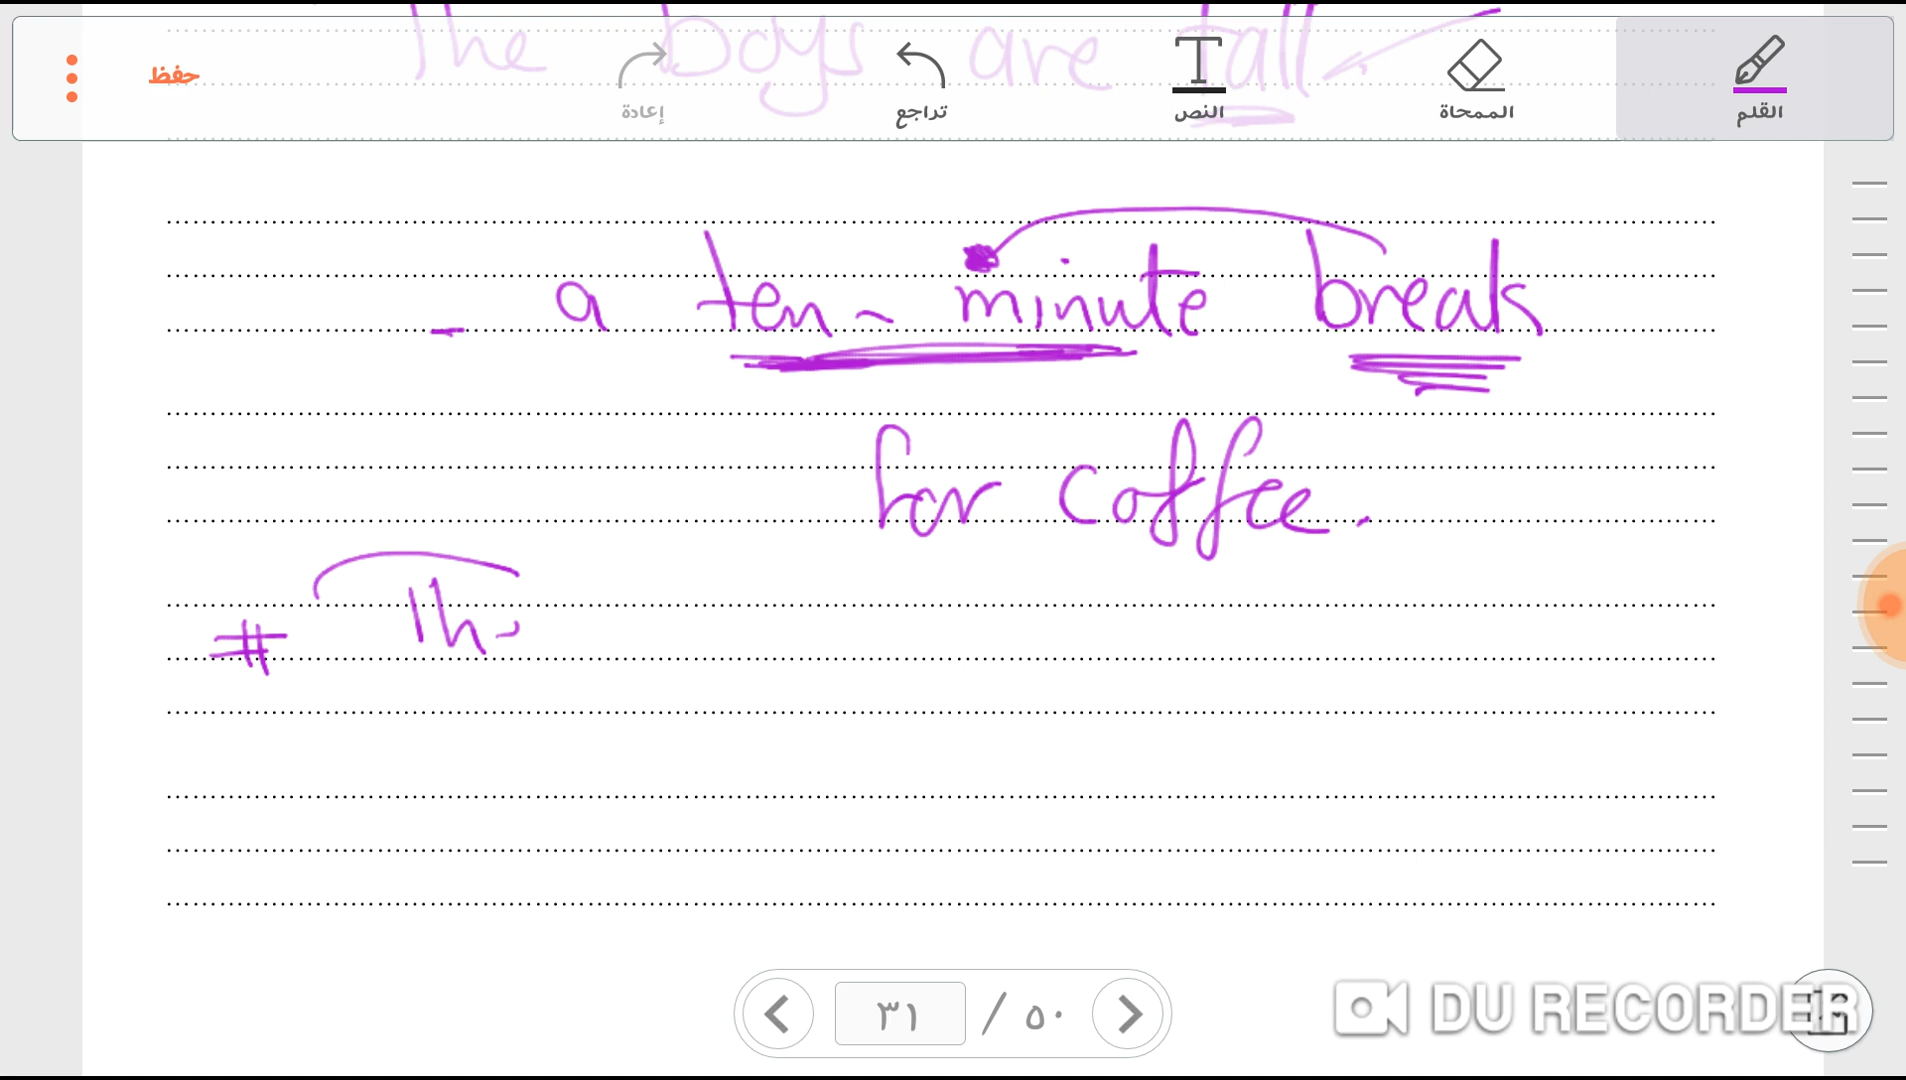 The boys are tall
حفظ
إعادة
تراجع
النص
الممحاة
القلم
- a ten - minute break
for coffee.
#
٣١ / ٥٠
DU RECORDER